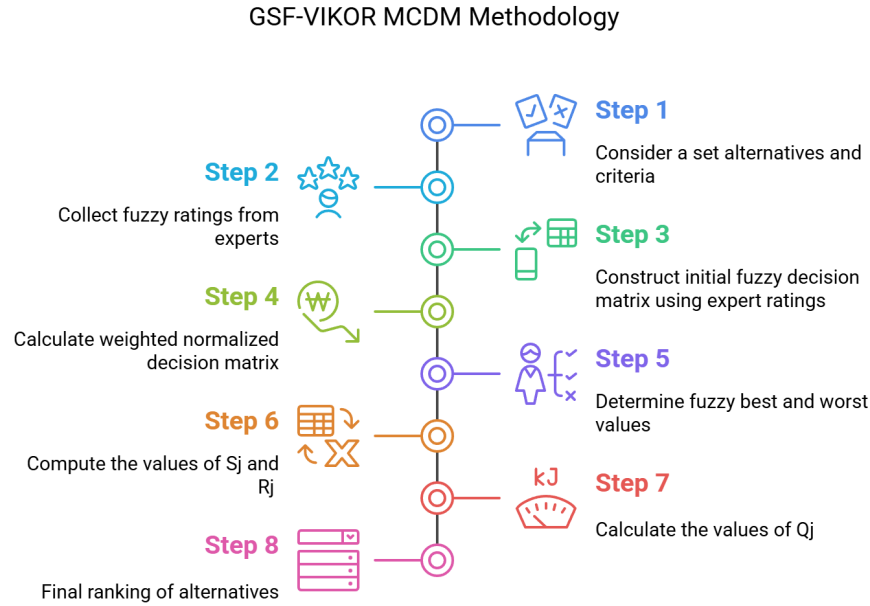 GSF-VIKOR MCDM Methodology
Step 1
Consider a set alternatives and
criteria
Step 2
Collect fuzzy ratings from
experts
Step 3
Construct initial fuzzy decision
matrix using expert ratings
Step 4
₩
Calculate weighted normalized
decision matrix
Step 5
Determine fuzzy best and worst
values
Step 6
Compute the values of Sj and
Rj
kJ
Step 7
Calculate the values of Qj
Step 8
Final ranking of alternatives